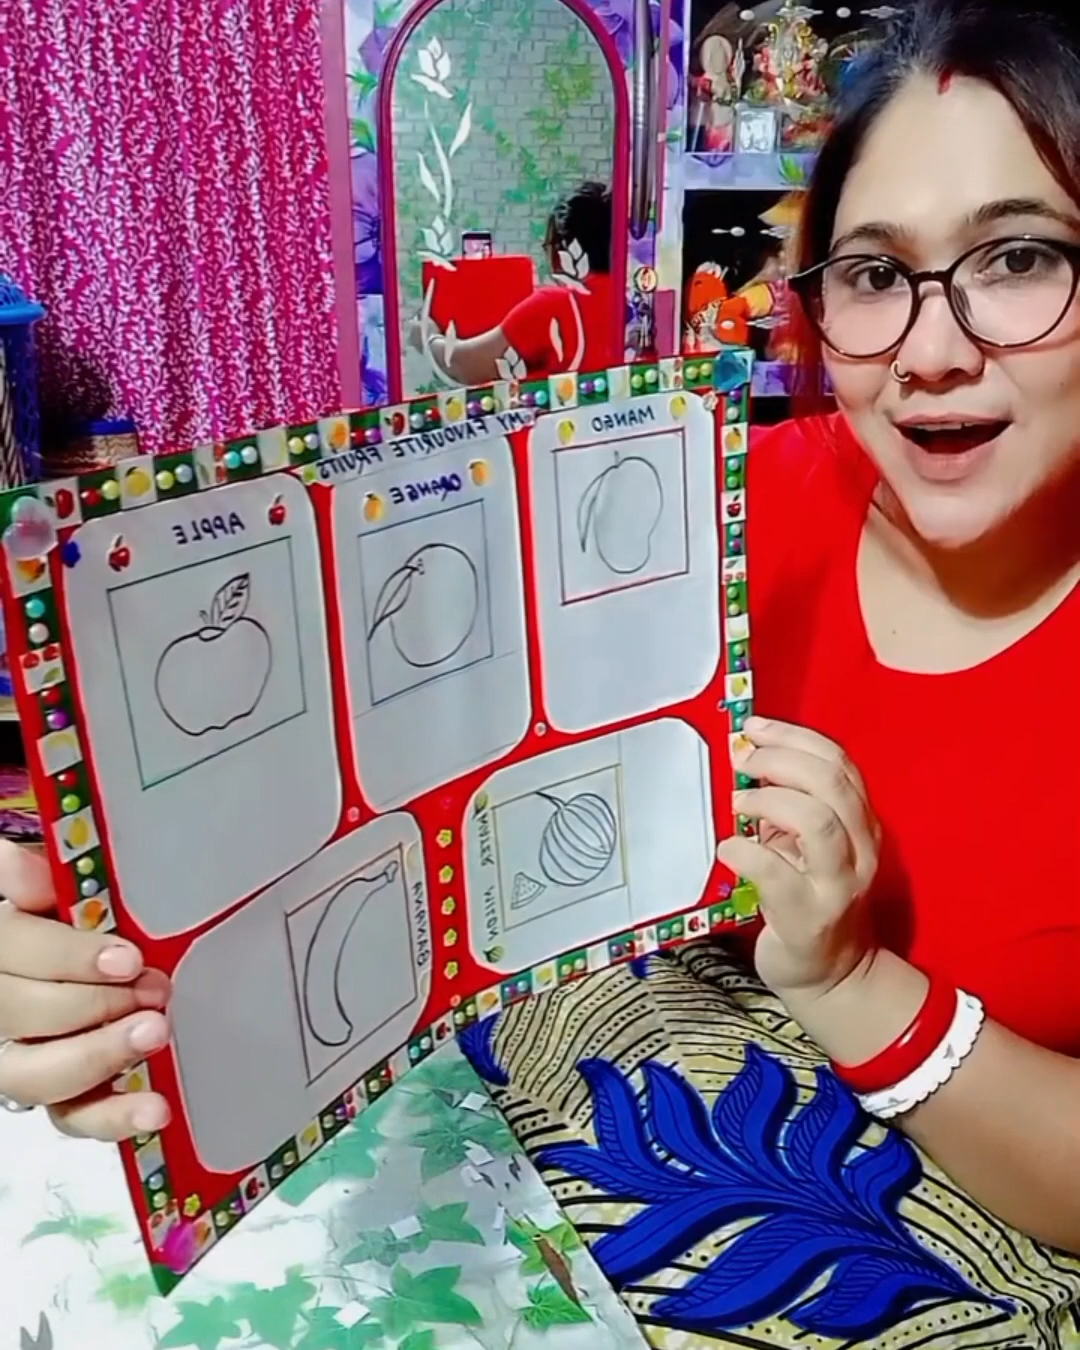 MY FAVOURITE FRUITS
APPLE
ORANGE
MANGO
BANANA
WATER MELON